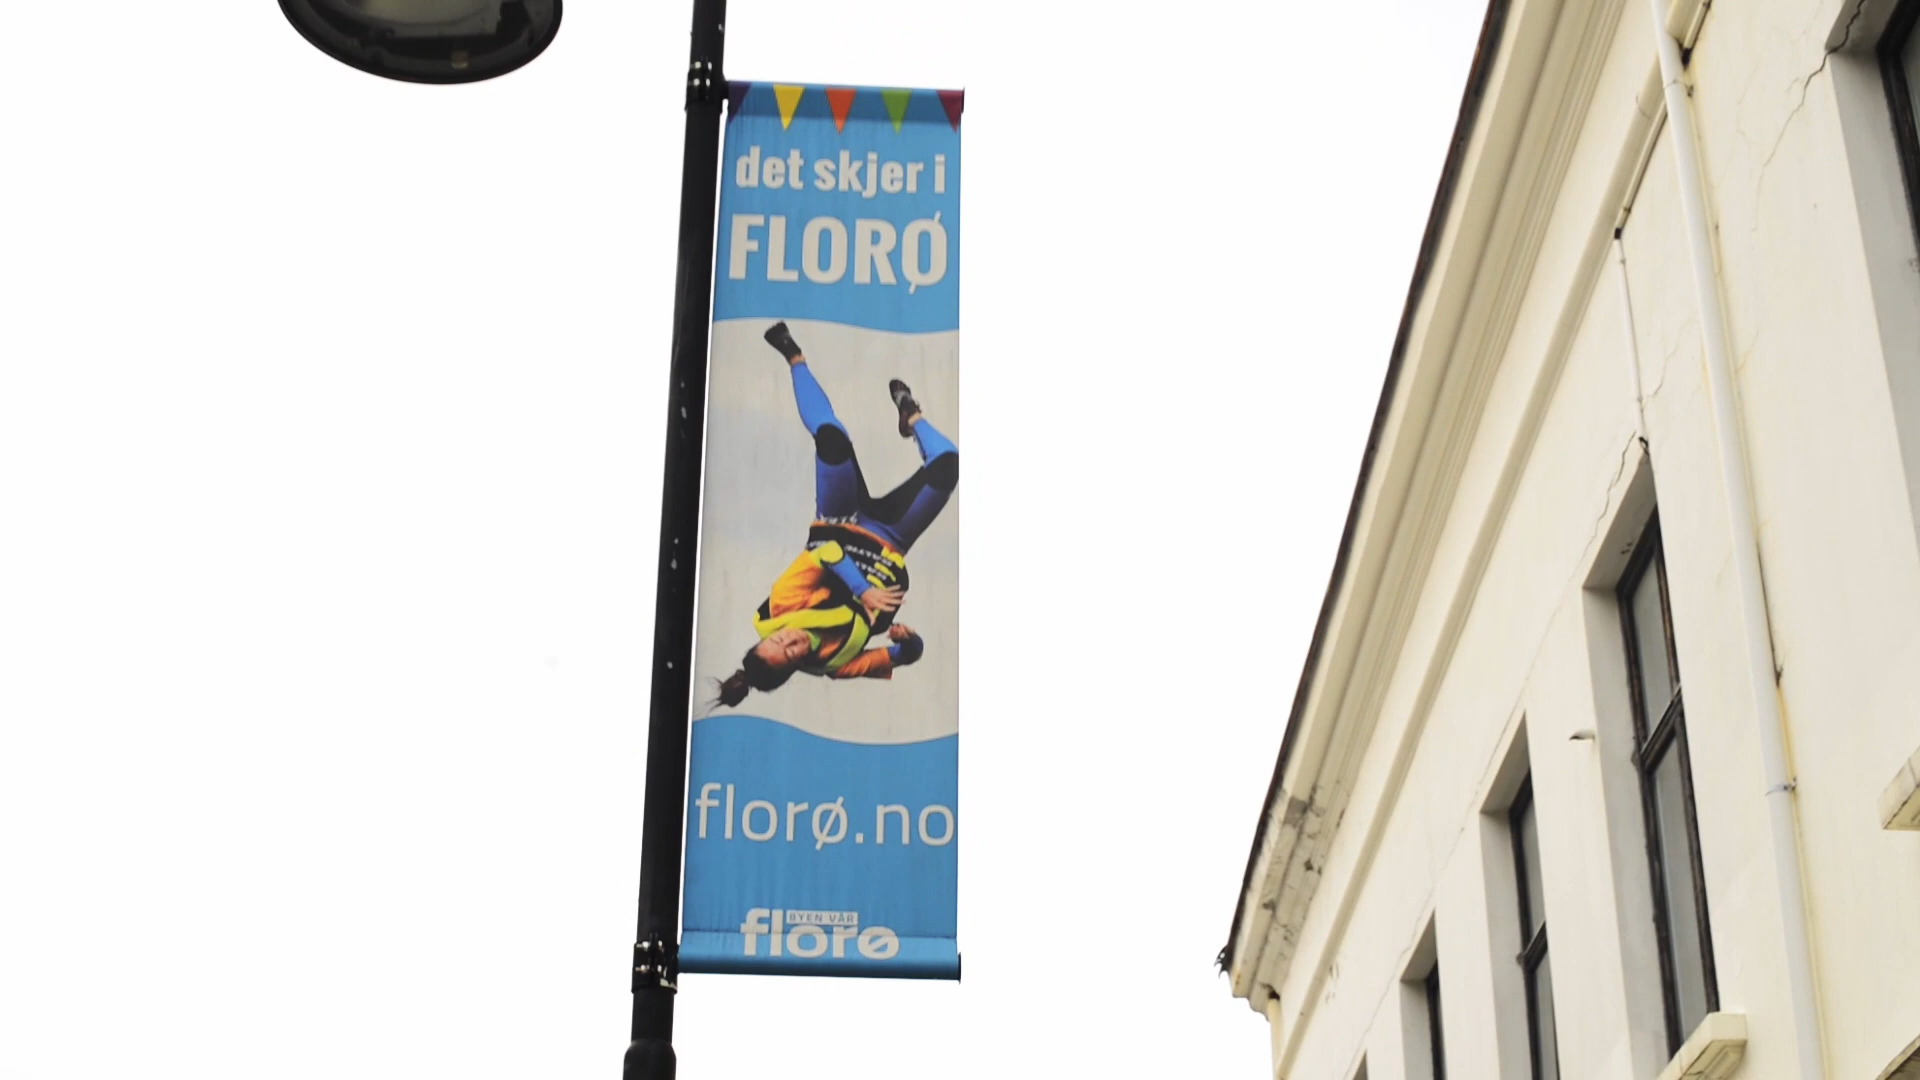 det skjer i
FLORØ
florø.no
BYEN VÅR
florø